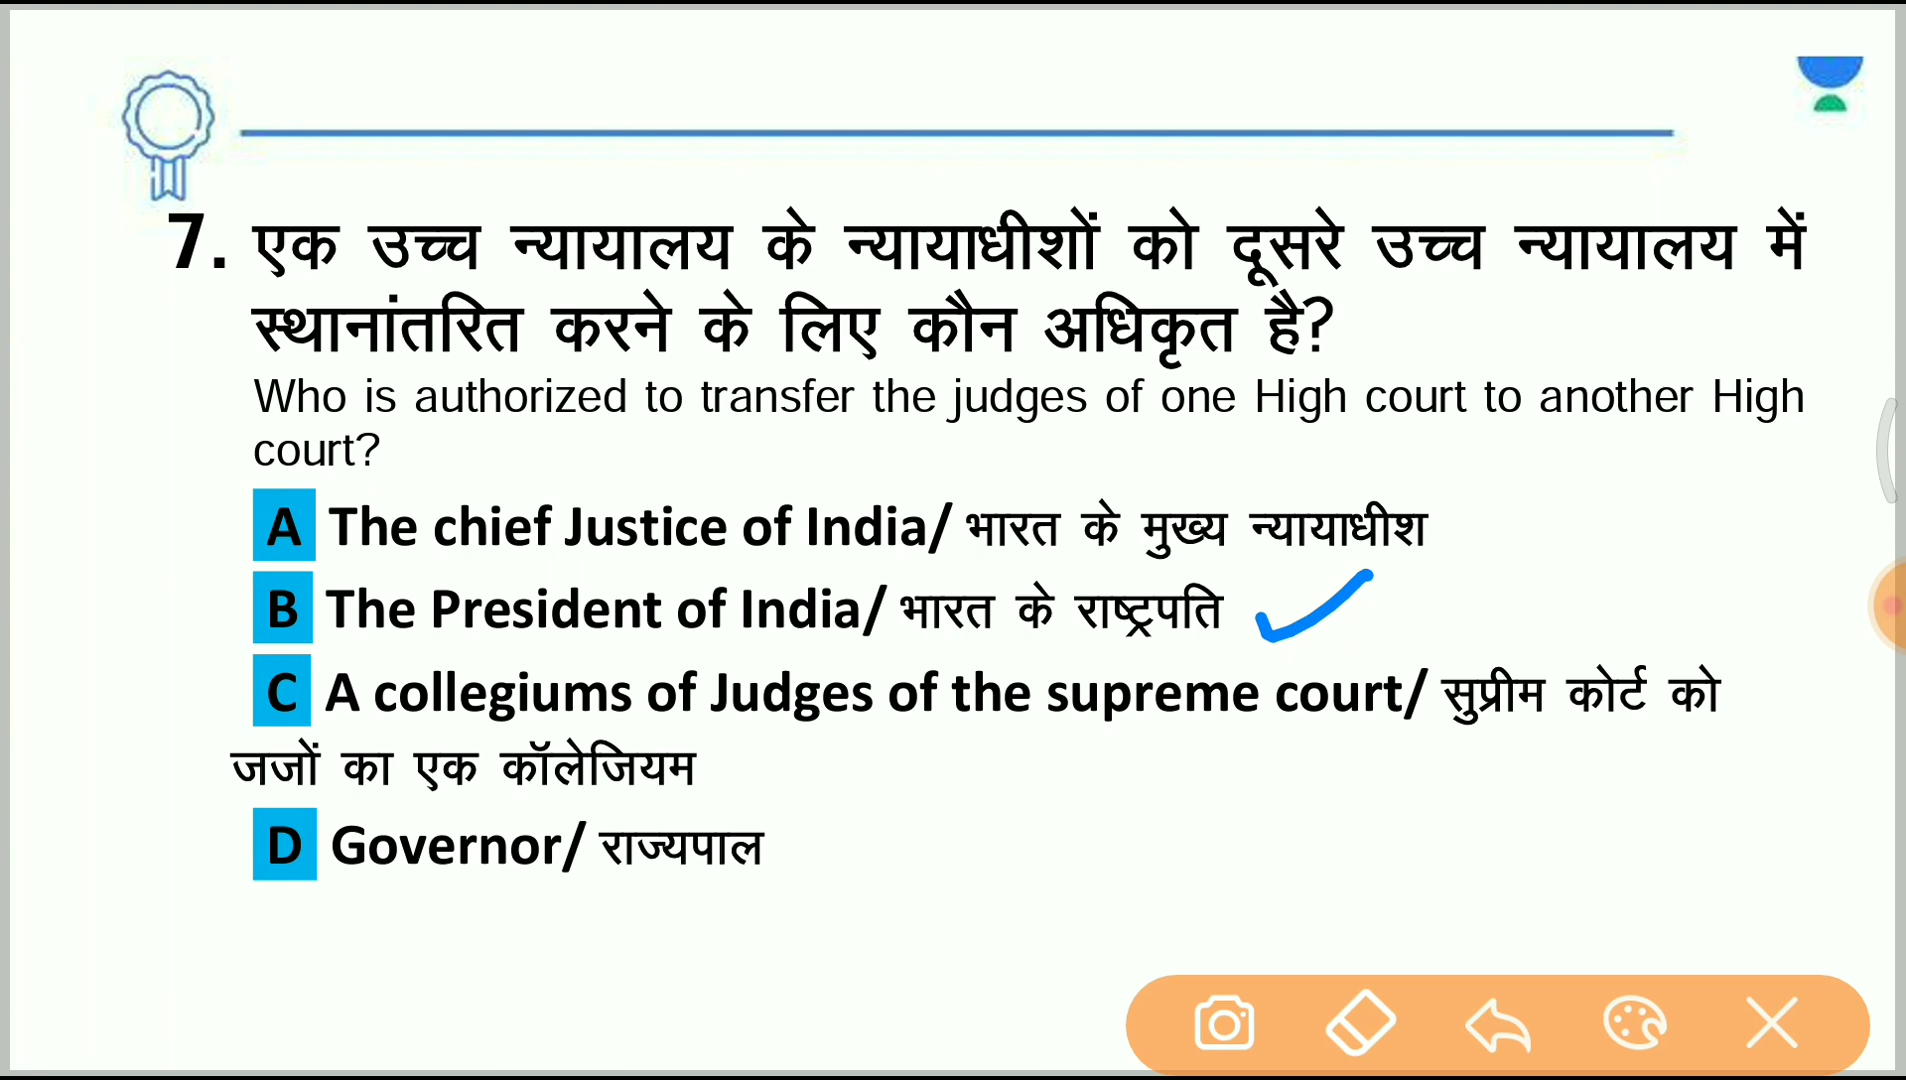 7. एक उच्च न्यायालय के न्यायाधीशों को दूसरे उच्च न्यायालय में
स्थानांतरित करने के लिए कौन अधिकृत है?
Who is authorized to transfer the judges of one High court to another High
court?
A The chief Justice of India/ भारत के मुख्य न्यायाधीश
B The President of India/ भारत के राष्ट्रपति
C A collegiums of Judges of the supreme court/ सुप्रीम कोर्ट को
जजों का एक कॉलेजियम
D Governor/ राज्यपाल